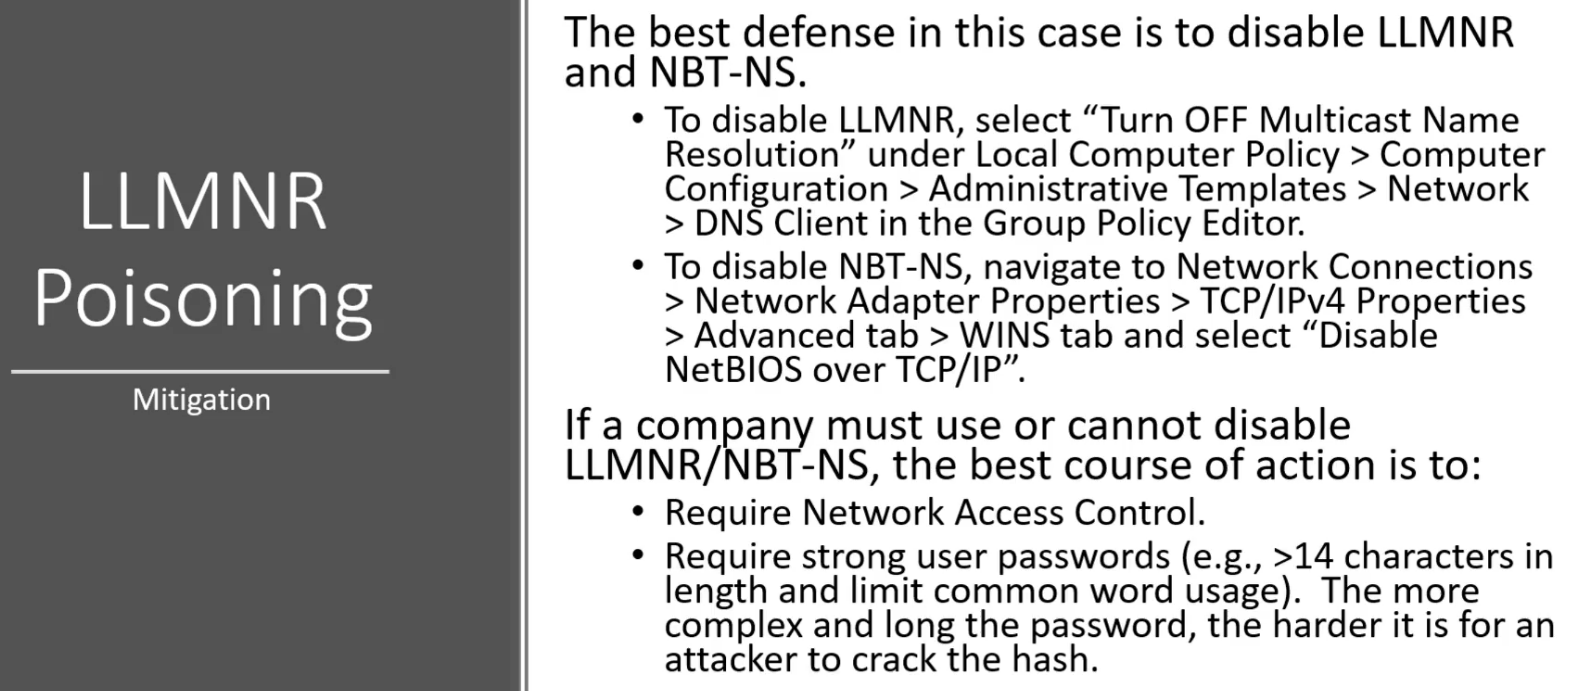 LLMNR
Poisoning
Mitigation
The best defense in this case is to disable LLMNR
and NBT-NS.
• To disable LLMNR, select “Turn OFF Multicast Name
Resolution” under Local Computer Policy > Computer
Configuration > Administrative Templates > Network
> DNS Client in the Group Policy Editor.
• To disable NBT-NS, navigate to Network Connections
> Network Adapter Properties > TCP/IPv4 Properties
> Advanced tab > WINS tab and select “Disable
NetBIOS over TCP/IP”.
If a company must use or cannot disable
LLMNR/NBT-NS, the best course of action is to:
• Require Network Access Control.
• Require strong user passwords (e.g., >14 characters in
length and limit common word usage).  The more
complex and long the password, the harder it is for an
attacker to crack the hash.